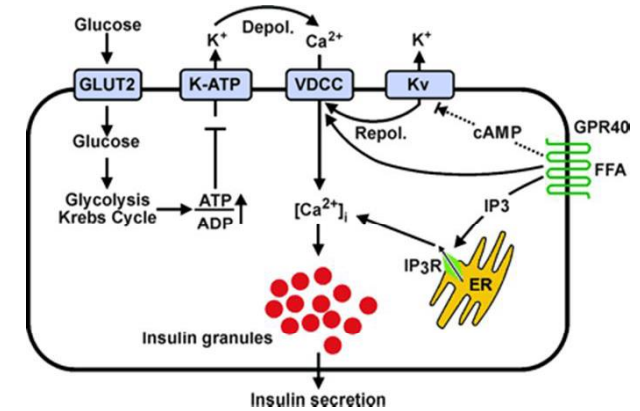 Glucose
K+
Depol.
Ca2+
K+
GLUT2
K-ATP
VDCC
Kv
Glucose
Repol.
cAMP
GPR40
FFA
Glycolysis
Krebs Cycle
ATP
ADP
[Ca2+]i
IP3
IP3R
ER
Insulin granules
Insulin secretion